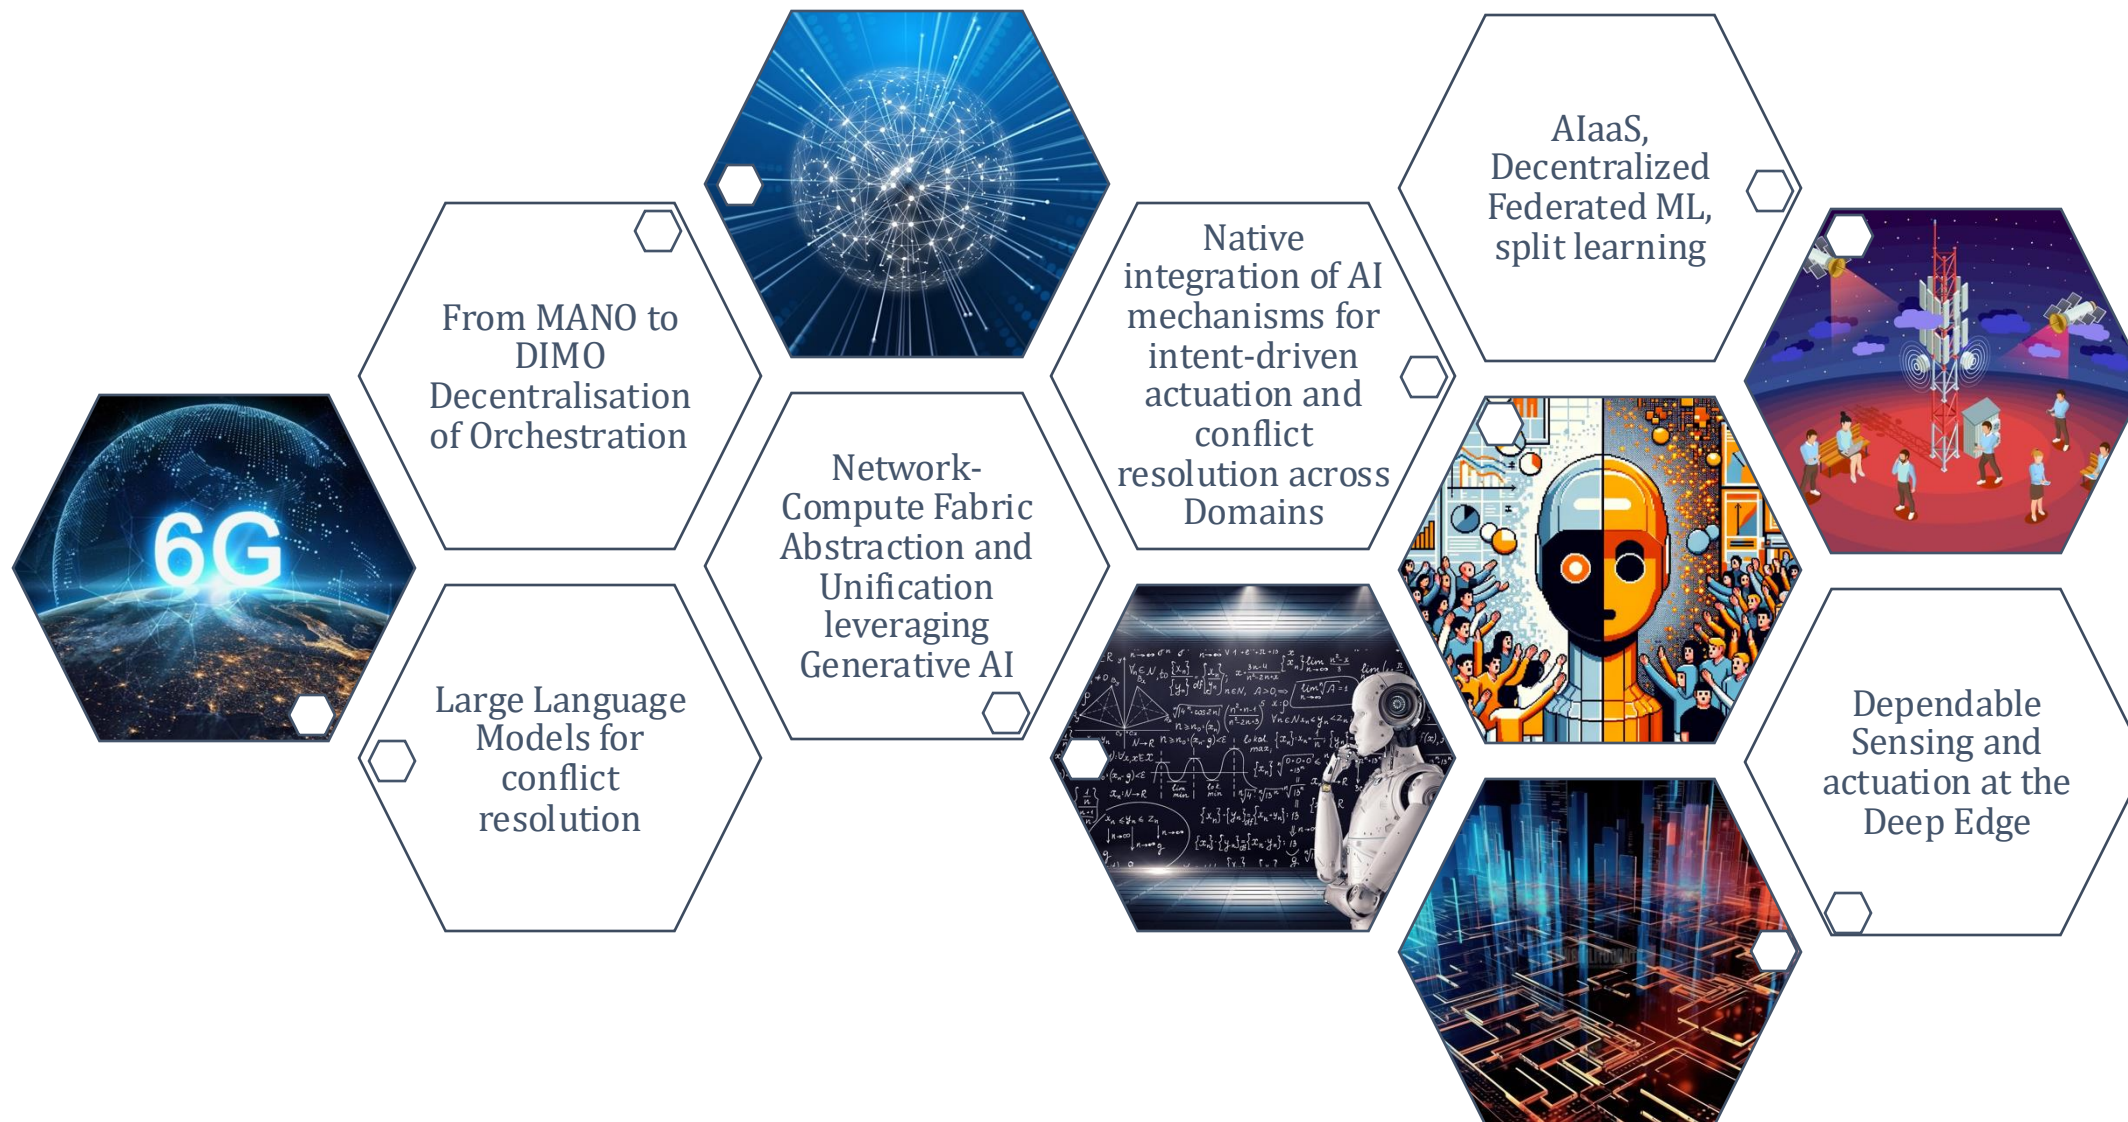 6G
From MANO to
DIMO
Decentralisation
of Orchestration
Large Language
Models for
conflict
resolution
Network-
Compute Fabric
Abstraction and
Unification
leveraging
Generative AI
Native
integration of AI
mechanisms for
intent-driven
actuation and
conflict
resolution across
Domains
AIaaS,
Decentralized
Federated ML,
split learning
Dependable
Sensing and
actuation at the
Deep Edge